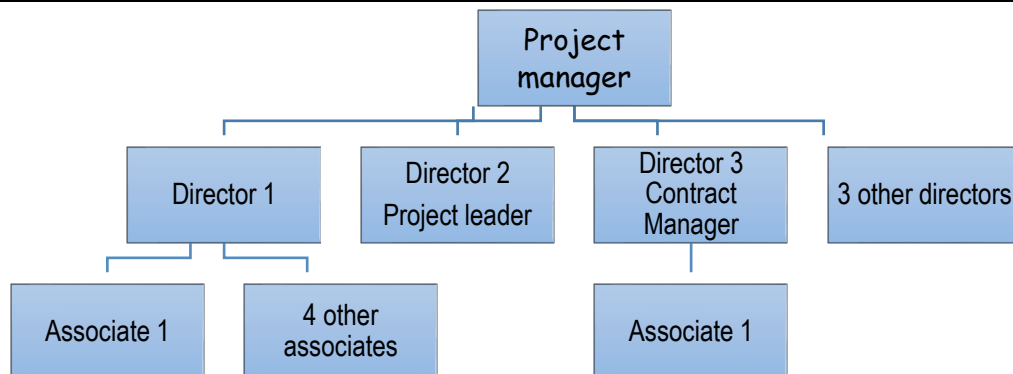 Project
manager
Director 1
Director 2
Project leader
Director 3
Contract
Manager
3 other directors
Associate 1
4 other
associates
Associate 1